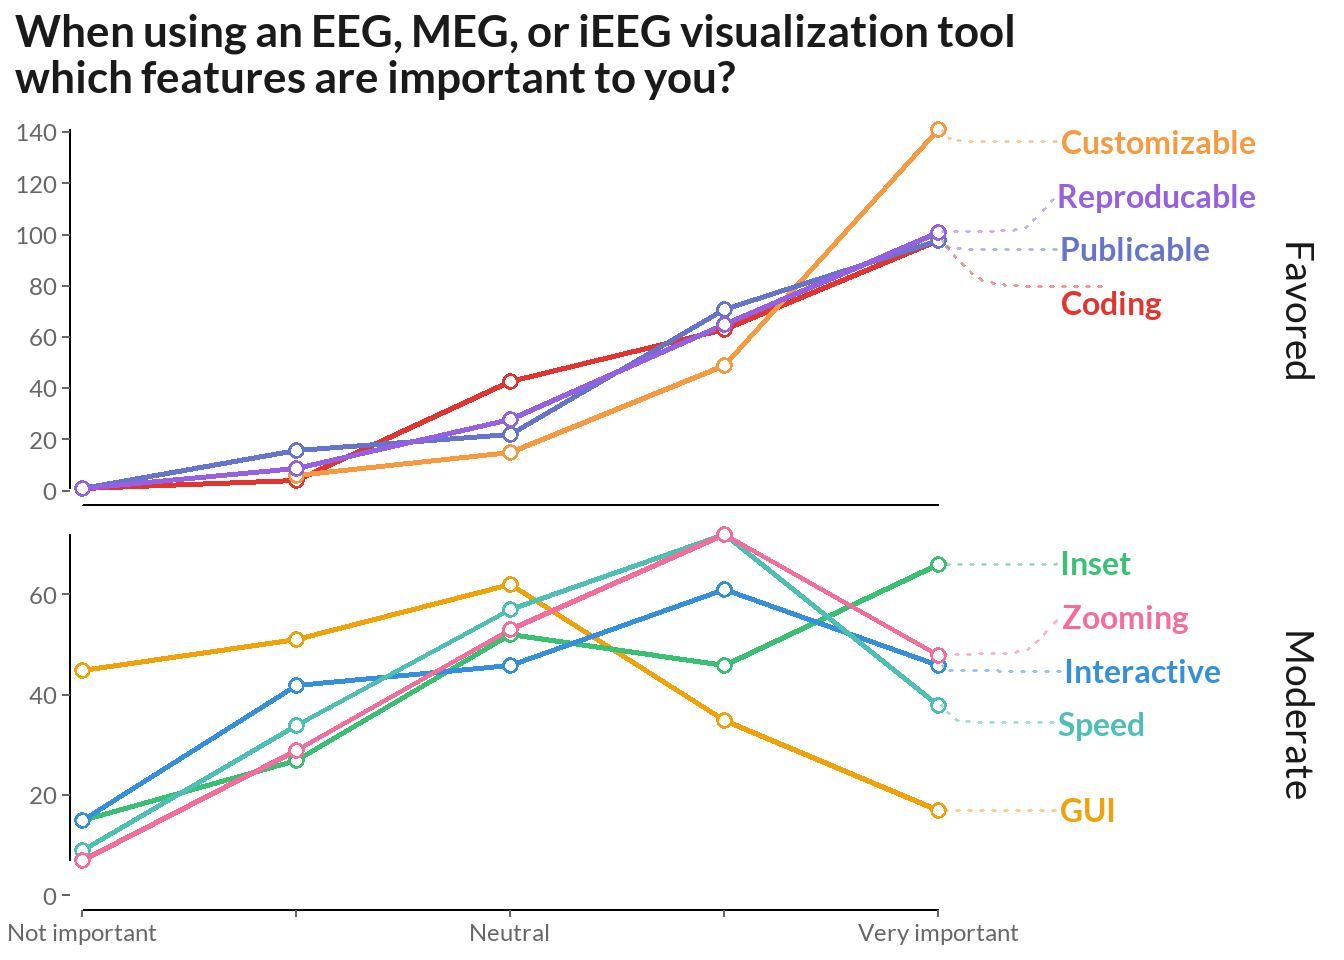 When using an EEG, MEG, or iEEG visualization tool
which features are important to you?
140
120
100
80
60
40
20
0
Customizable
Reproducable
Publicable
Coding
Favored
60
40
20
0
Inset
Zooming
Interactive
Speed
GUI
Moderate
Not important
Neutral
Very important